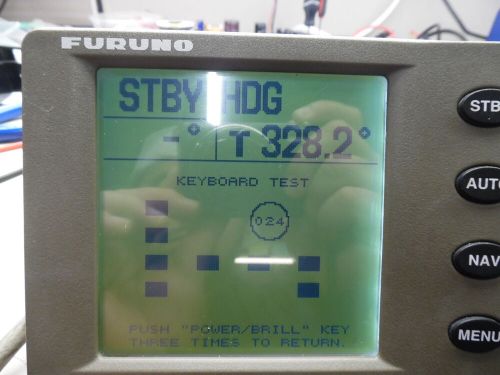 FURUNO
STBY HDG
-° T 328.2°
KEYBOARD TEST
024
PUSH "POWER/BRILL" KEY
THREE TIMES TO RETURN.
STB
AUTO
NAV
MENU